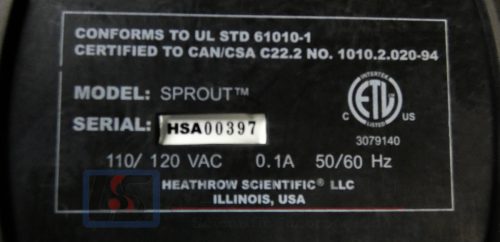 CONFORMS TO UL STD 61010-1
CERTIFIED TO CAN/CSA C22.2 NO. 1010.2.020-94
MODEL: SPROUT™
INTERTEK
ETL
C US
SERIAL: HSA00397
3079140
110/ 120 VAC 0.1A 50/60 Hz
HEATHROW SCIENTIFIC® LLC
ILLINOIS, USA